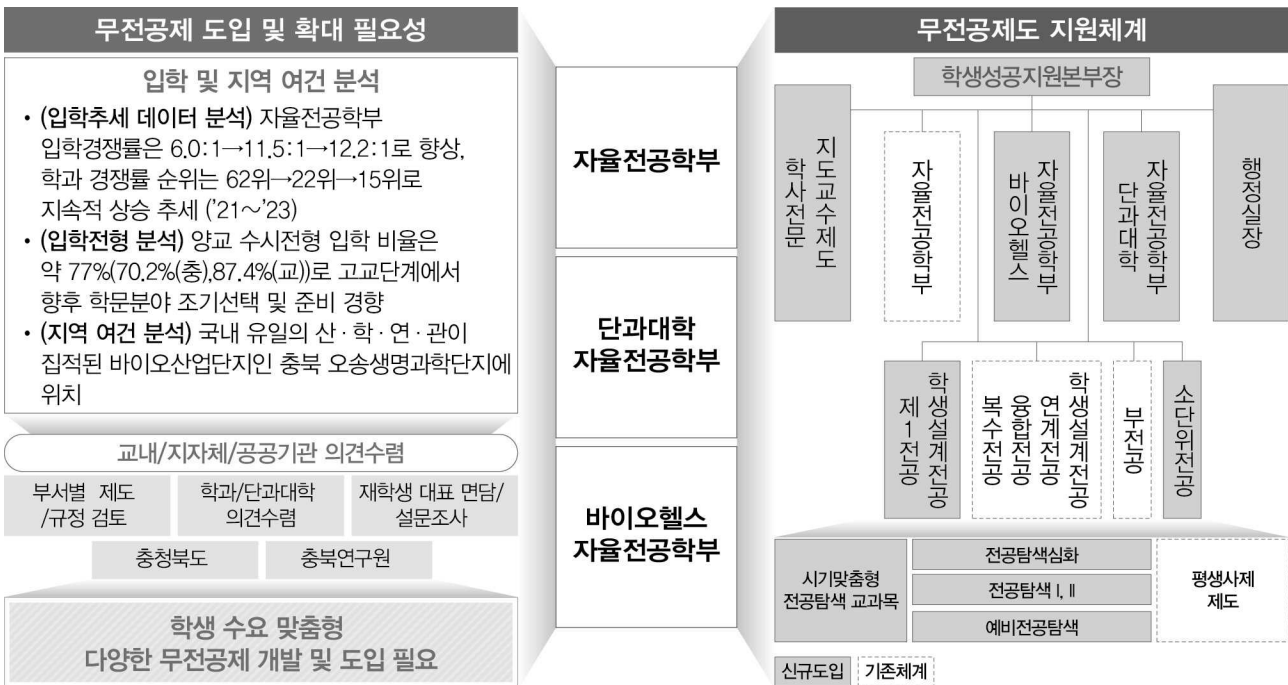 무전공제 도입 및 확대 필요성
입학 및 지역 여건 분석
• (입학추세 데이터 분석) 자율전공학부
입학경쟁률은 6.0:1→11.5:1→12.2:1로 향상,
학과 경쟁률 순위는 62위→22위→15위로
지속적 상승 추세 ('21~'23)
• (입학전형 분석) 양교 수시전형 입학 비율은
약 77%(70.2%(충),87.4%(교))로 고교단계에서
향후 학문분야 조기선택 및 준비 경향
• (지역 여건 분석) 국내 유일의 산·학·연·관이
집적된 바이오산업단지인 충북 오송생명과학단지에
위치
교내/지자체/공공기관 의견수렴
부서별 제도
/규정 검토
학과/단과대학
의견수렴
재학생 대표 면담/
설문조사
충청북도
충북연구원
학생 수요 맞춤형
다양한 무전공제 개발 및 도입 필요
자율전공학부
단과대학
자율전공학부
바이오헬스
자율전공학부
무전공제도 지원체계
학생성공지원본부장
지도교수제도
학사전문
자율전공학부
자율전공학부
바이오헬스
자율전공학부
단과대학
행정실장
학생설계전공
제1전공
학생설계전공
연계전공
융합전공
복수전공
부전공
소단위전공
시기맞춤형
전공탐색 교과목
전공탐색심화
전공탐색 I, II
예비전공탐색
평생사제
제도
신규도입
기존체계